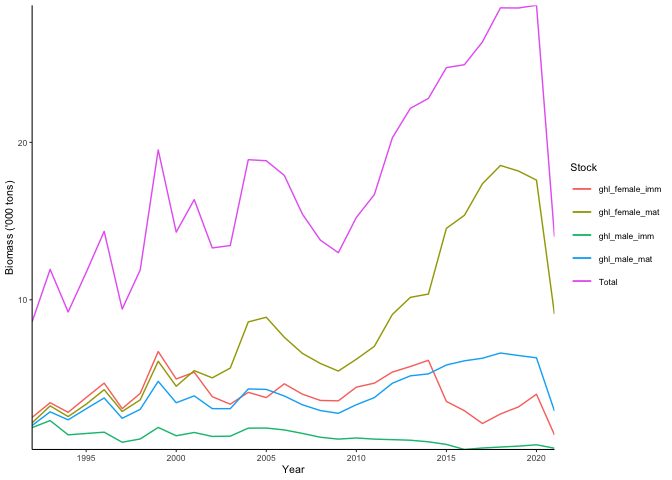 Biomass ('000 tons)
20
10
1995
2000
2005
2010
2015
2020
Year
Stock
ghl_female_imm
ghl_female_mat
ghl_male_imm
ghl_male_mat
Total